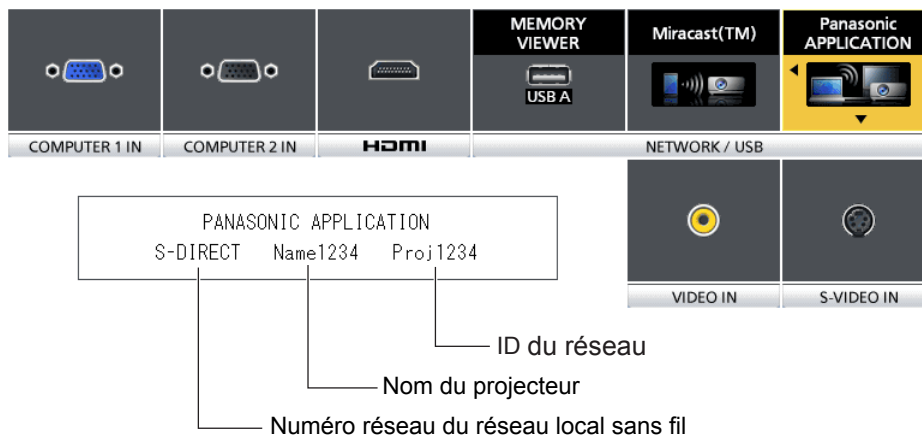 MEMORY
VIEWER
Miracast(TM)
Panasonic
APPLICATION
USB A
COMPUTER 1 IN
COMPUTER 2 IN
HDMI
NETWORK / USB
PANASONIC APPLICATION
S-DIRECT Name1234 Proj1234
VIDEO IN
S-VIDEO IN
ID du réseau
Nom du projecteur
Numéro réseau du réseau local sans fil